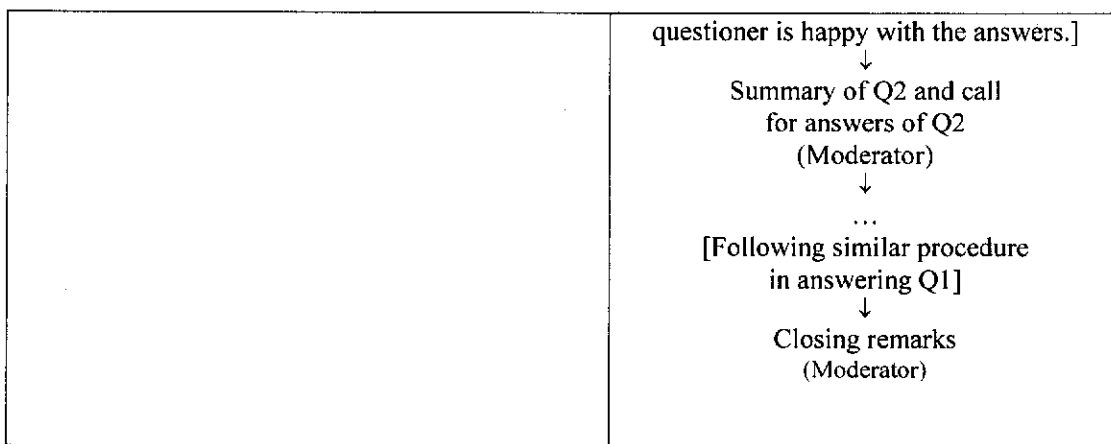 questioner is happy with the answers.]
↓
Summary of Q2 and call
for answers of Q2
(Moderator)
↓
...
[Following similar procedure
in answering Q1]
↓
Closing remarks
(Moderator)